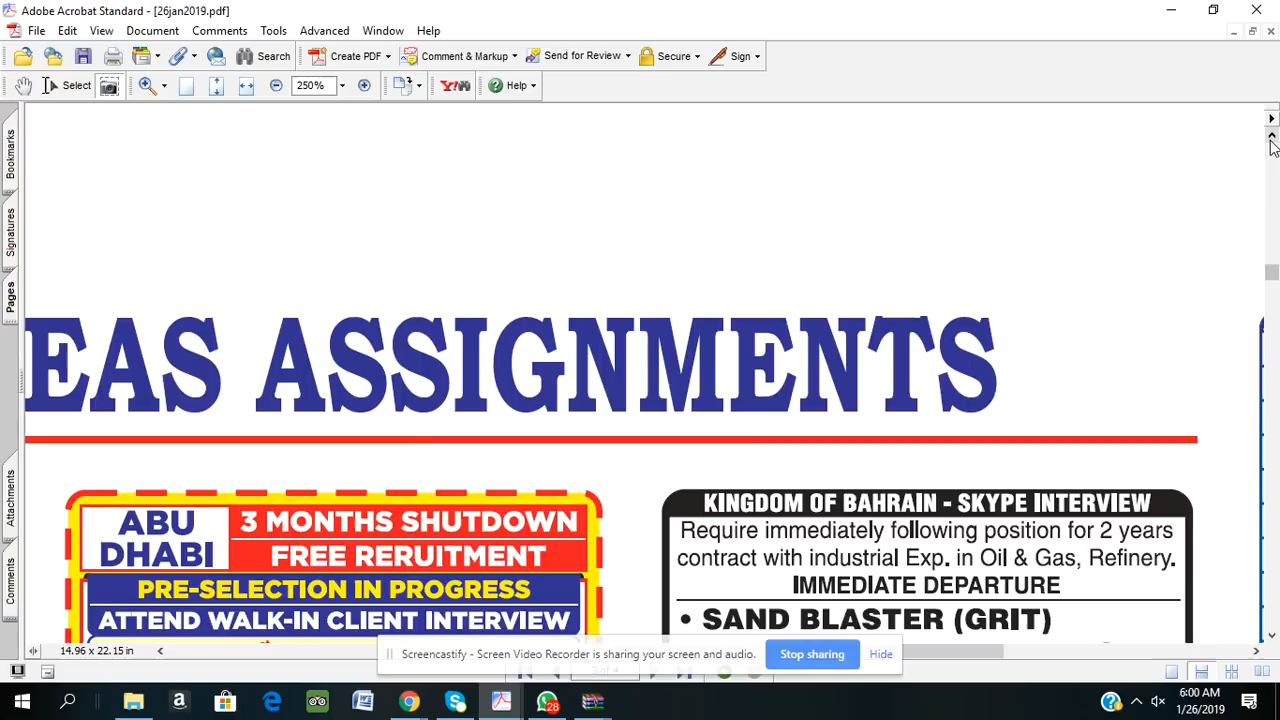 Adobe Acrobat Standard - [26jan2019.pdf]
File Edit View Document Comments Tools Advanced Window Help
Search Create PDF Comment & Markup Send for Review Secure Sign
Select 250% Y! Help
Bookmarks
Signatures
Pages
Attachments
Comments
EAS ASSIGNMENTS
ABU DHABI
3 MONTHS SHUTDOWN
FREE RERUITMENT
PRE-SELECTION IN PROGRESS
ATTEND WALK-IN CLIENT INTERVIEW
KINGDOM OF BAHRAIN - SKYPE INTERVIEW
Require immediately following position for 2 years
contract with industrial Exp. in Oil & Gas, Refinery.
IMMEDIATE DEPARTURE
• SAND BLASTER (GRIT)
14.96 x 22.15 in
Screencastify - Screen Video Recorder is sharing your screen and audio. Stop sharing Hide
2 of 4
28
6:00 AM
1/26/2019